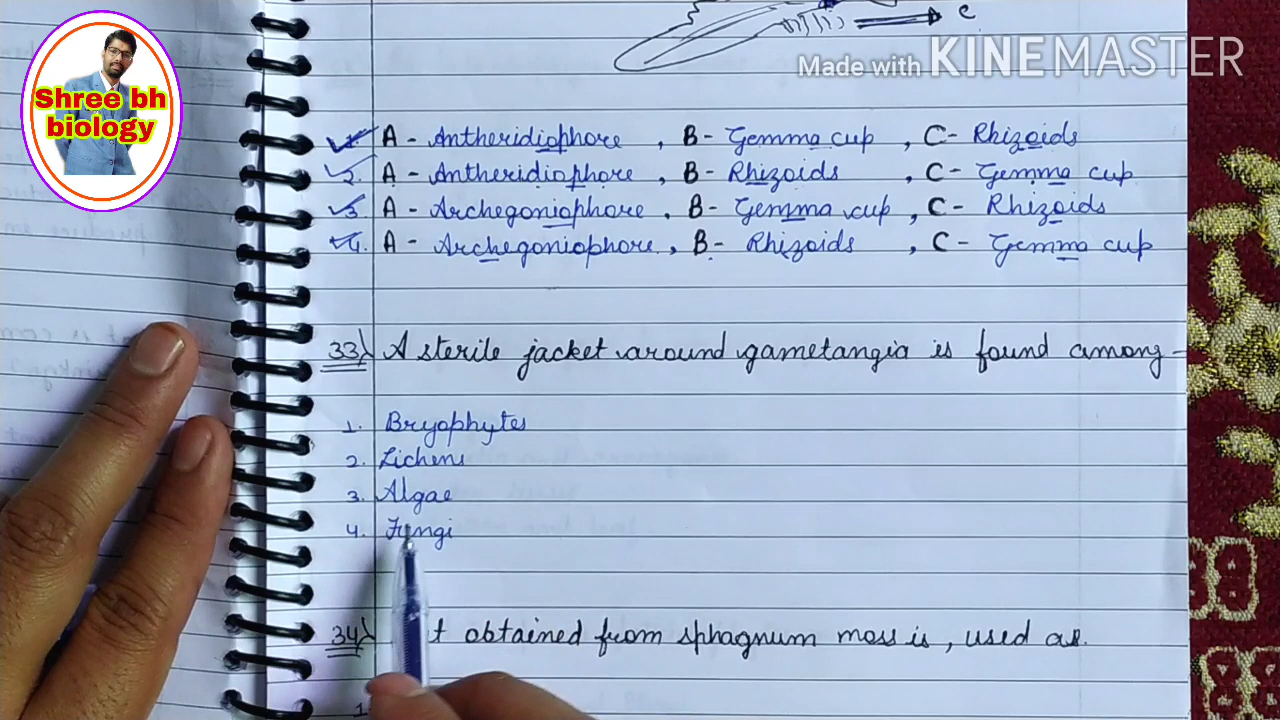 c
Made with KINEMASTER
Shree bh
biology
1. A - Antheridiophore , B - Gemma cup , C - Rhizoids
2. A - Antheridiophore , B - Rhizoids , C - Gemma cup
3. A - Archegoniophore , B - Gemma cup , C - Rhizoids
4. A - Archegoniophore , B - Rhizoids , C - Gemma cup
33) A sterile jacket around gametangia is found among -
1. Bryophytes
2. Lichens
3. Algae
4. Fungi
34) t obtained from sphagnum moss is , used as.
1